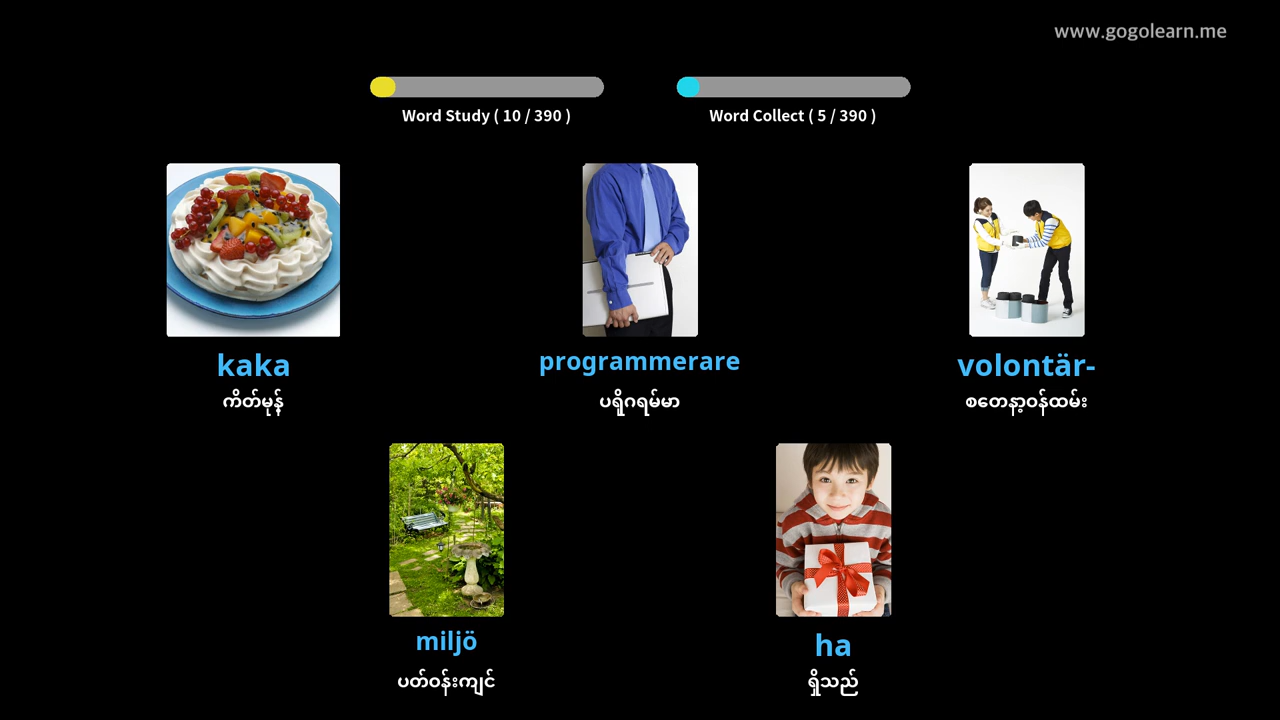 www.gogolearn.me
Word Study ( 10 / 390 )
Word Collect ( 5 / 390 )
kaka
ကိတ်မုန့်
programmerare
ပရိုဂရမ်မာ
volontär-
စတေနာ့ဝန်ထမ်း
miljö
ပတ်ဝန်းကျင်
ha
ရှိသည်